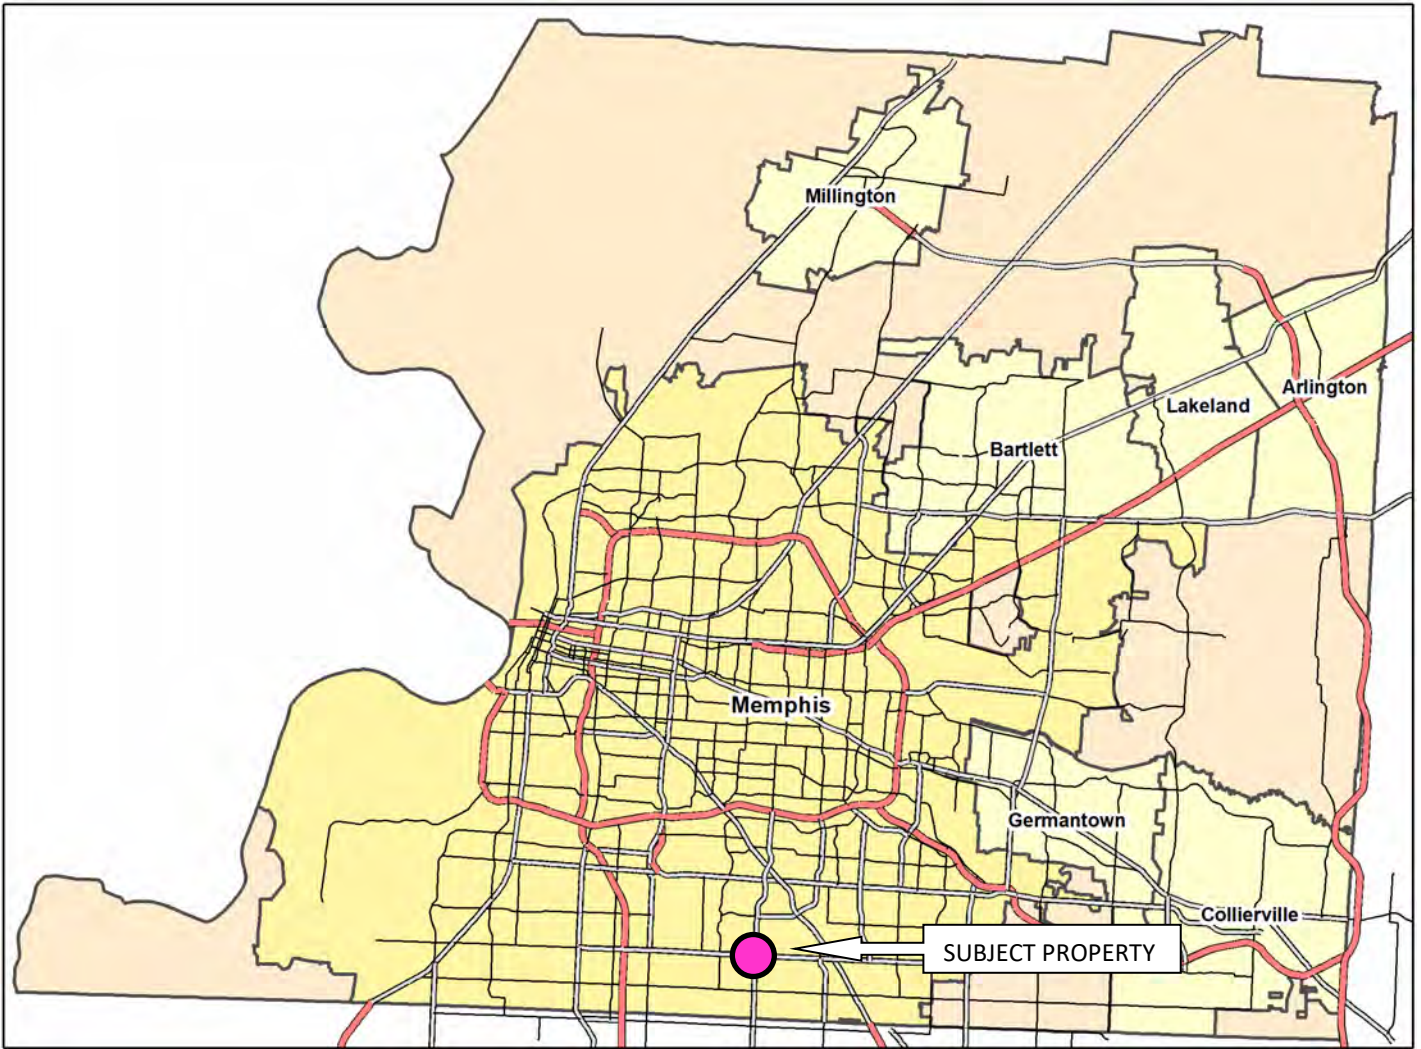 Millington
Arlington
Lakeland
Bartlett
Memphis
Germantown
Collierville
SUBJECT PROPERTY